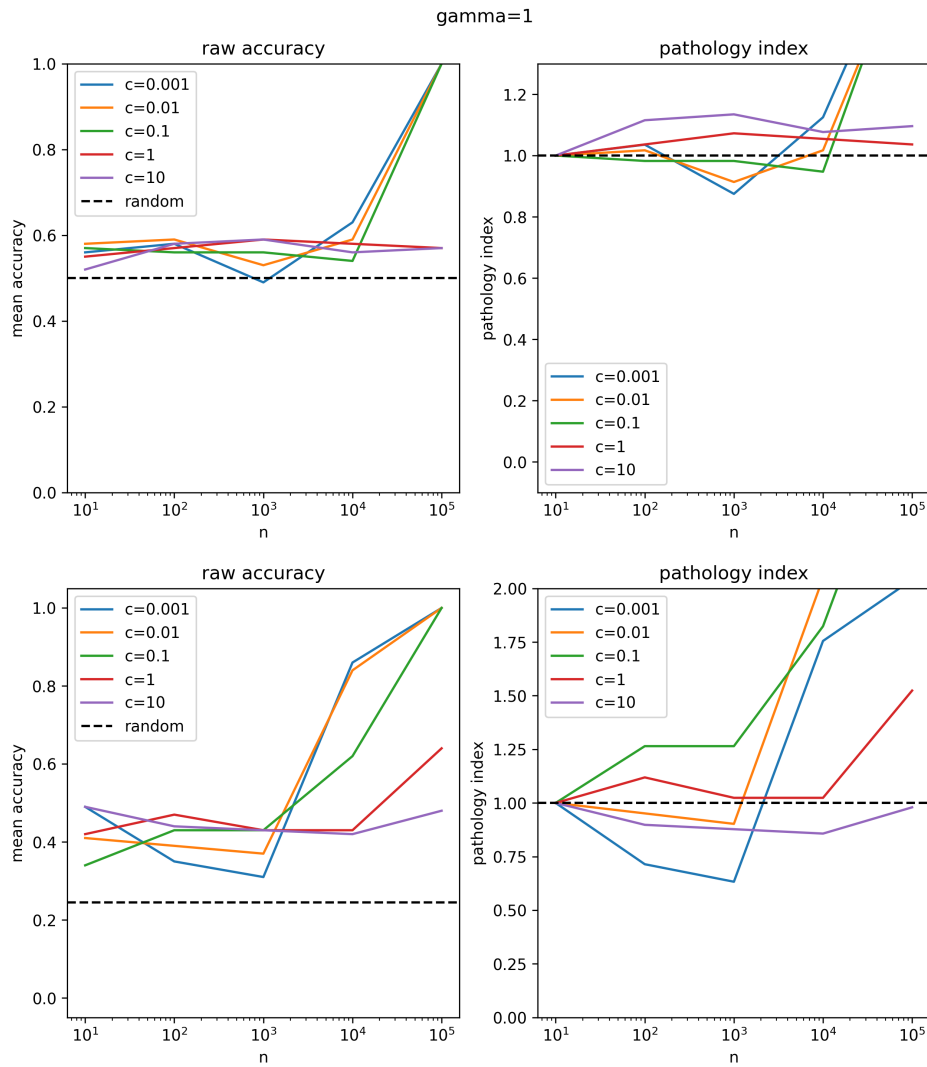 gamma=1
raw accuracy
mean accuracy
1.0
0.8
0.6
0.4
0.2
0.0
c=0.001
c=0.01
c=0.1
c=1
c=10
random
10^1
10^2
10^3
10^4
10^5
n
pathology index
pathology index
1.2
1.0
0.8
0.6
0.4
0.2
0.0
c=0.001
c=0.01
c=0.1
c=1
c=10
10^1
10^2
10^3
10^4
10^5
n
raw accuracy
mean accuracy
1.0
0.8
0.6
0.4
0.2
0.0
c=0.001
c=0.01
c=0.1
c=1
c=10
random
10^1
10^2
10^3
10^4
10^5
n
pathology index
pathology index
2.00
1.75
1.50
1.25
1.00
0.75
0.50
0.25
0.00
c=0.001
c=0.01
c=0.1
c=1
c=10
10^1
10^2
10^3
10^4
10^5
n